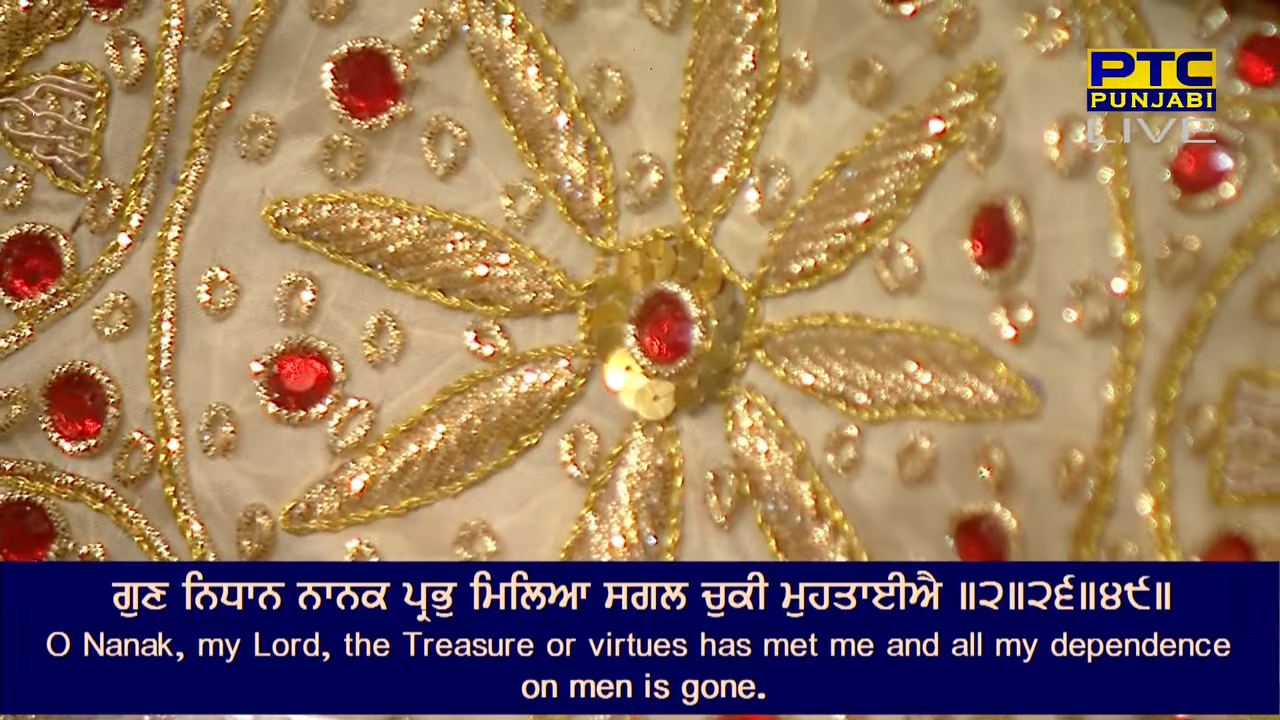 PTC
PUNJABI
LIVE
ਗੁਣ ਨਿਧਾਨ ਨਾਨਕ ਪ੍ਰਭੁ ਮਿਲਿਆ ਸਗਲ ਚੁਕੀ ਮੁਹਤਾਈਐ ॥੨॥੨੬॥੪੯॥
O Nanak, my Lord, the Treasure or virtues has met me and all my dependence
on men is gone.